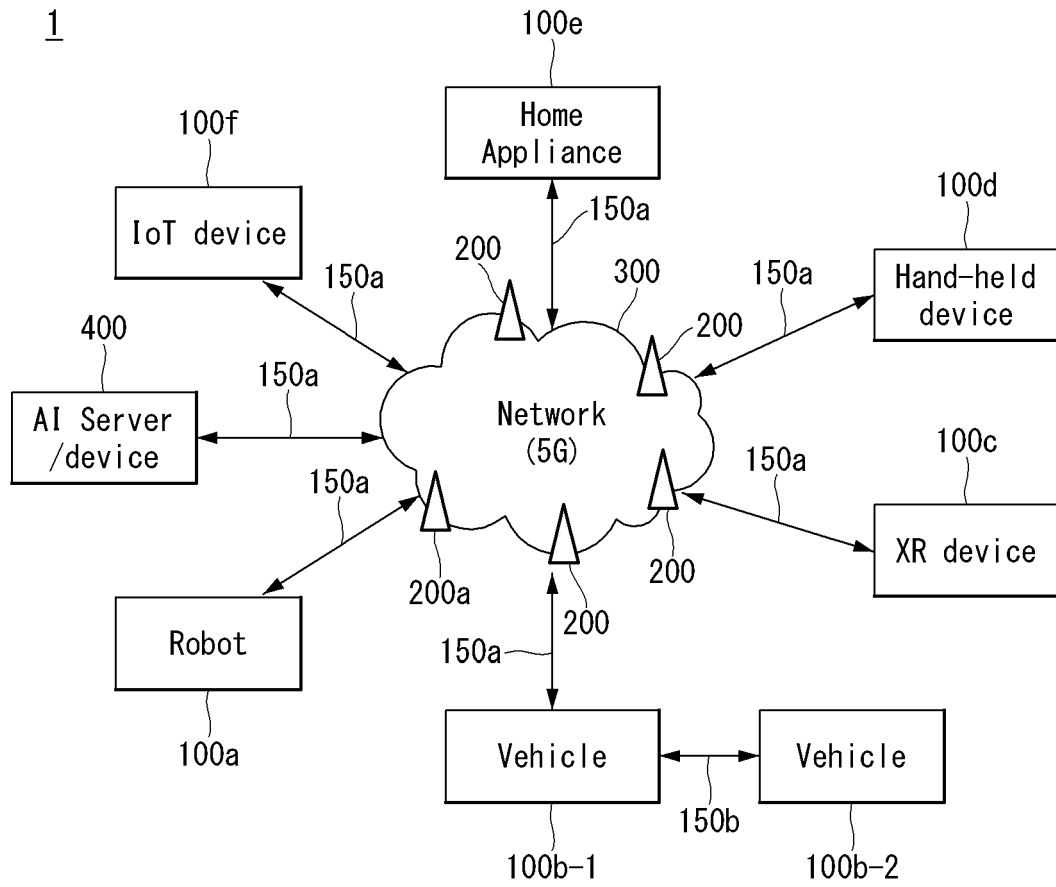 1
100e
Home
Appliance
100f
IoT device
150a
100d
Hand-held
device
200
300
150a
150a
200
400
AI Server
/device
150a
Network
(5G)
150a
150a
100c
XR device
200a
200
200
Robot
100a
150a
Vehicle
Vehicle
150b
100b-1
100b-2